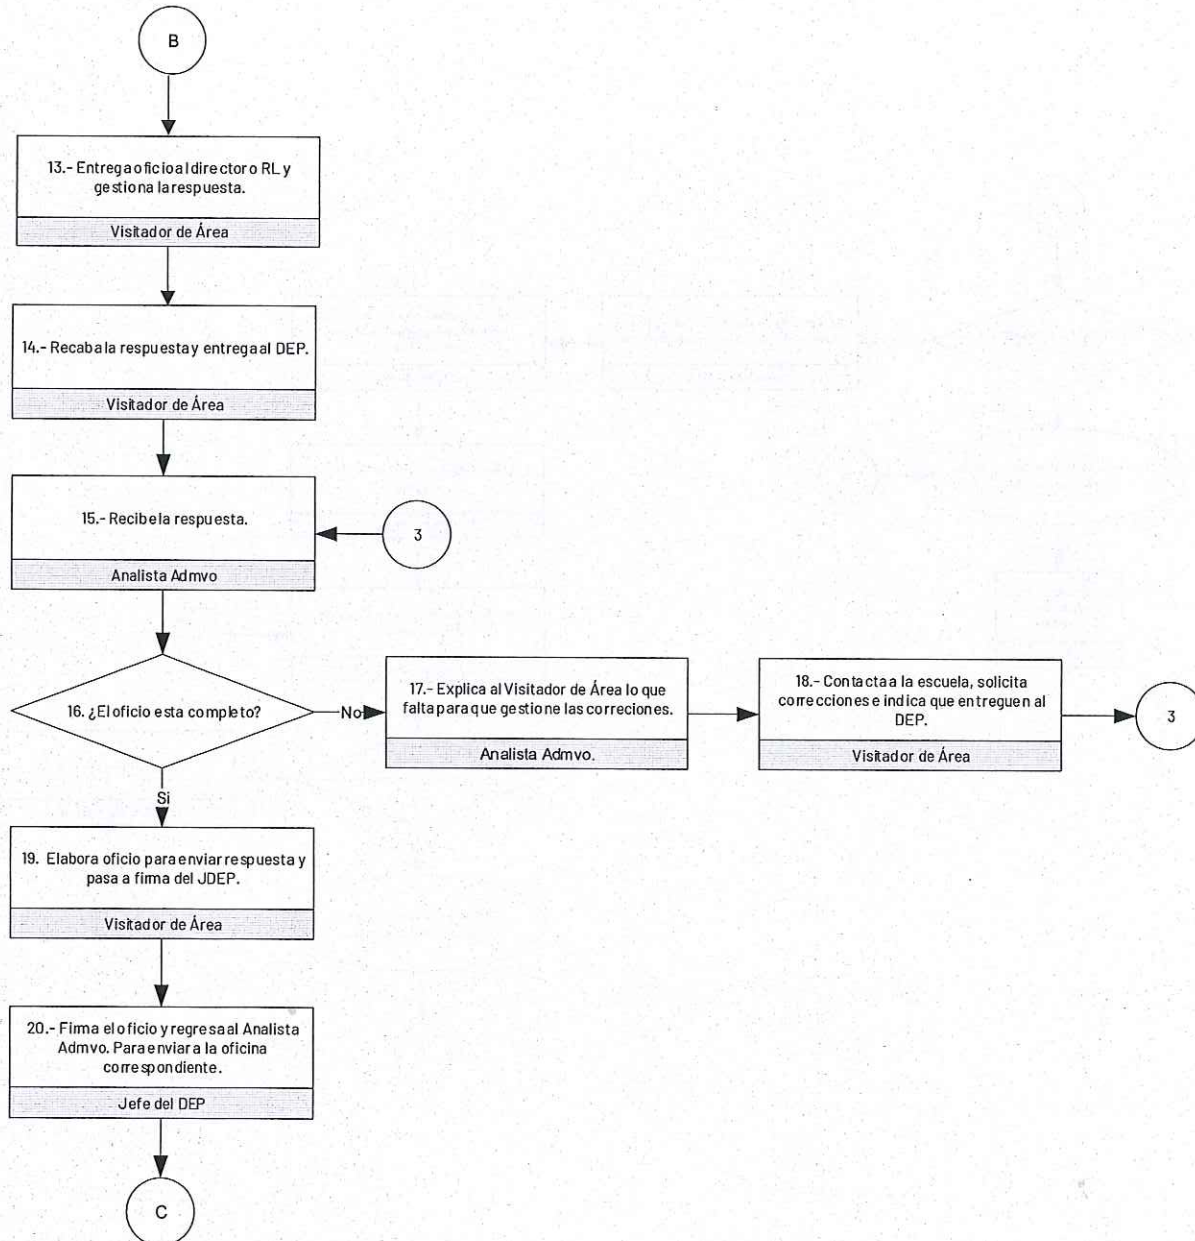 B
13.- Entrega oficio al director o RL y
gestiona la respuesta.
Visitador de Área
14.- Recaba la respuesta y entrega al DEP.
Visitador de Área
15.- Recibe la respuesta.
Analista Admvo
3
16. ¿El oficio esta completo?
No
17.- Explica al Visitador de Área lo que
falta para que gestione las correciones.
Analista Admvo.
18.- Contacta a la escuela, solicita
correcciones e indica que entreguen al
DEP.
Visitador de Área
3
Si
19. Elabora oficio para enviar respuesta y
pasa a firma del JDEP.
Visitador de Área
20.- Firma el oficio y regresa al Analista
Admvo. Para enviar a la oficina
correspondiente.
Jefe del DEP
C